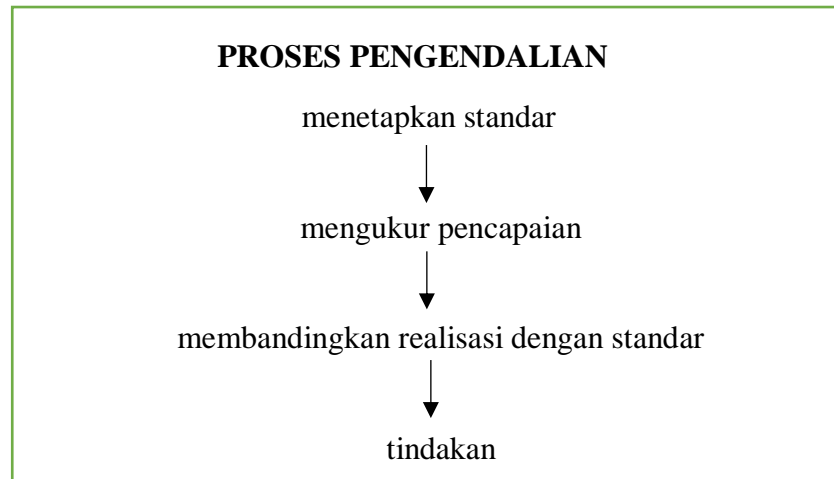 PROSES PENGENDALIAN
menetapkan standar
mengukur pencapaian
membandingkan realisasi dengan standar
tindakan